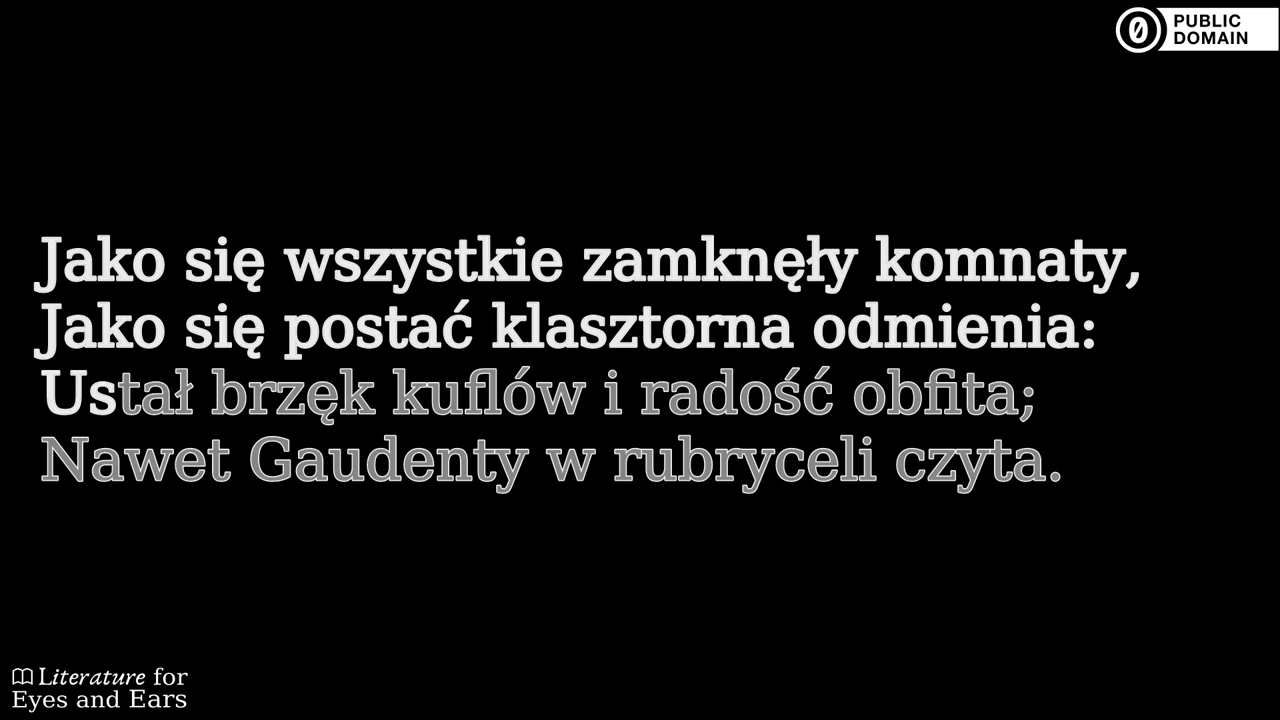 PUBLIC
DOMAIN
Jako się wszystkie zamknęły komnaty,
Jako się postać klasztorna odmienia:
Ustał brzęk kuflów i radość obfita;
Nawet Gaudenty w rubryceli czyta.
Literature for
Eyes and Ears